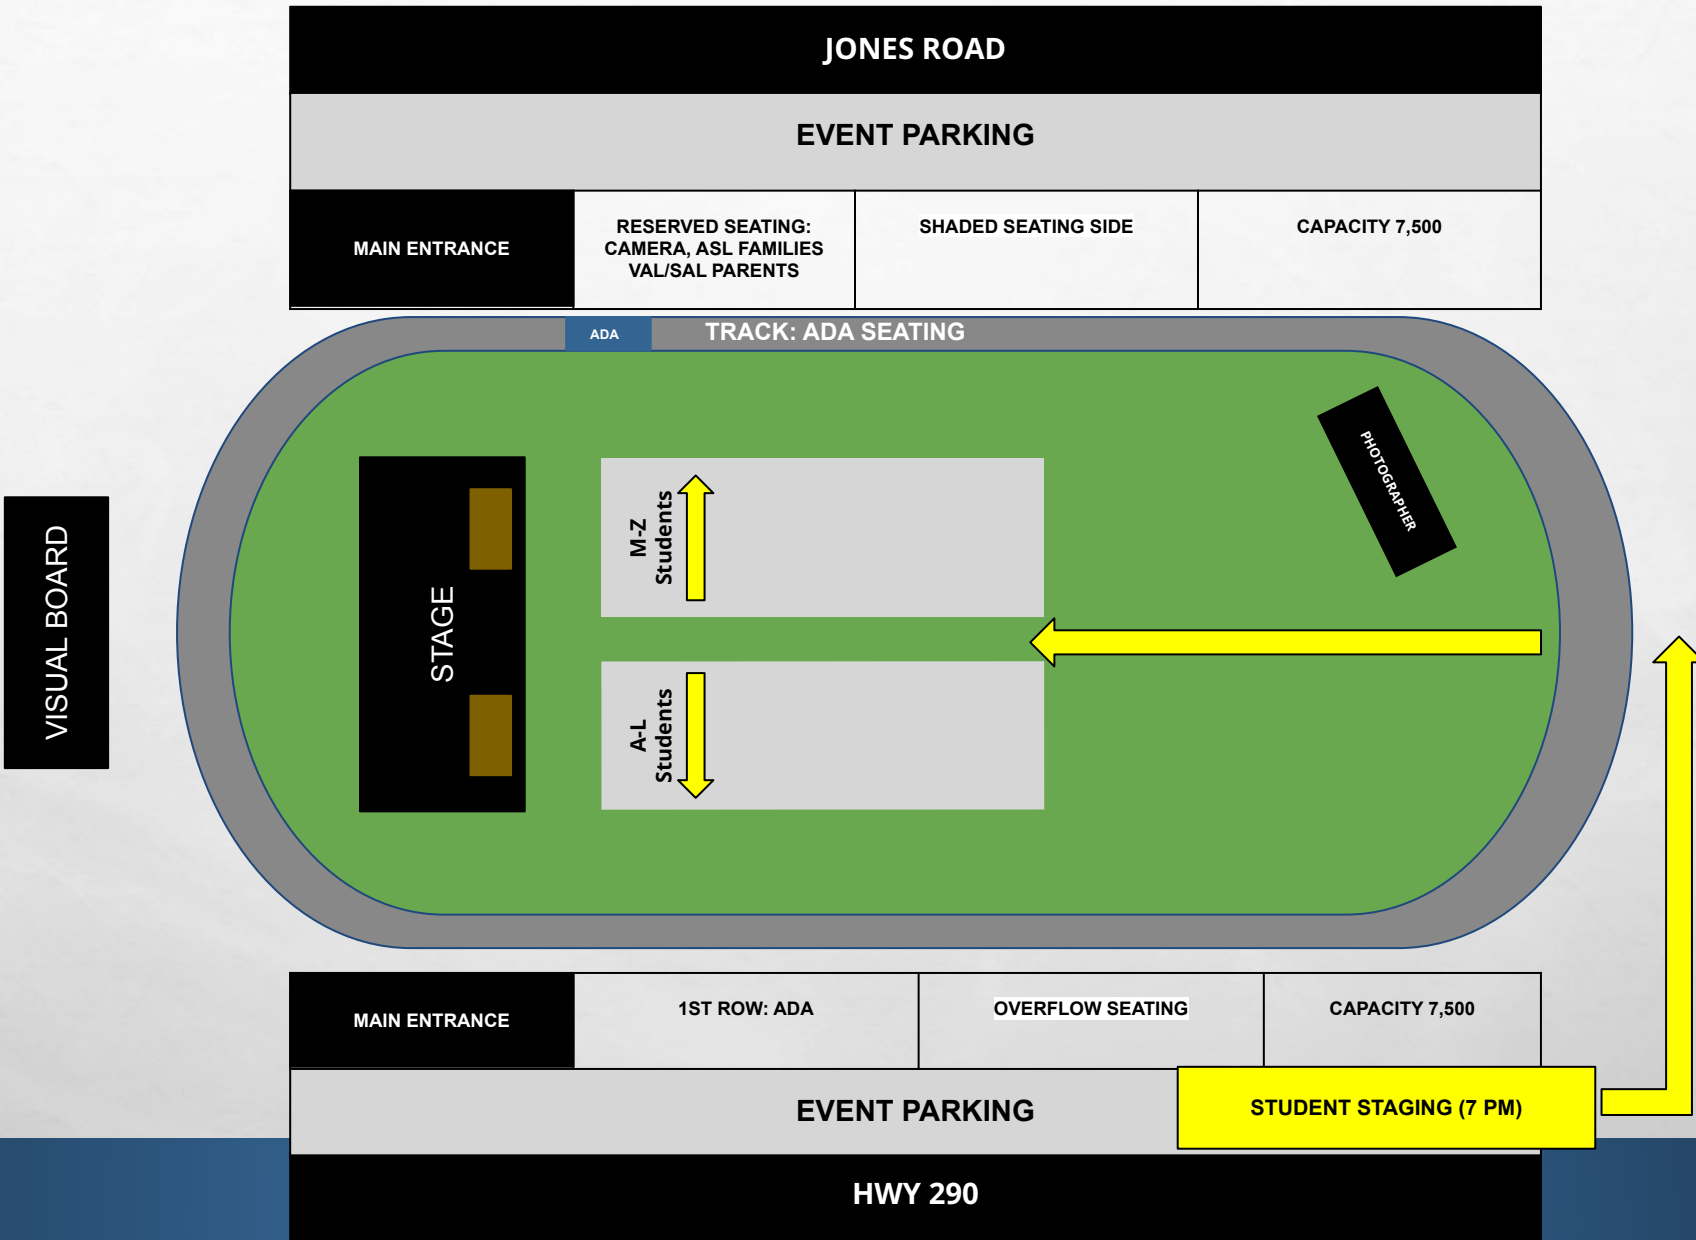 JONES ROAD
EVENT PARKING
MAIN ENTRANCE
RESERVED SEATING:
CAMERA, ASL FAMILIES
VAL/SAL PARENTS
SHADED SEATING SIDE
CAPACITY 7,500
ADA
TRACK: ADA SEATING
PHOTOGRAPHER
VISUAL BOARD
STAGE
M-Z
Students
A-L
Students
MAIN ENTRANCE
1ST ROW: ADA
OVERFLOW SEATING
CAPACITY 7,500
EVENT PARKING
STUDENT STAGING (7 PM)
HWY 290